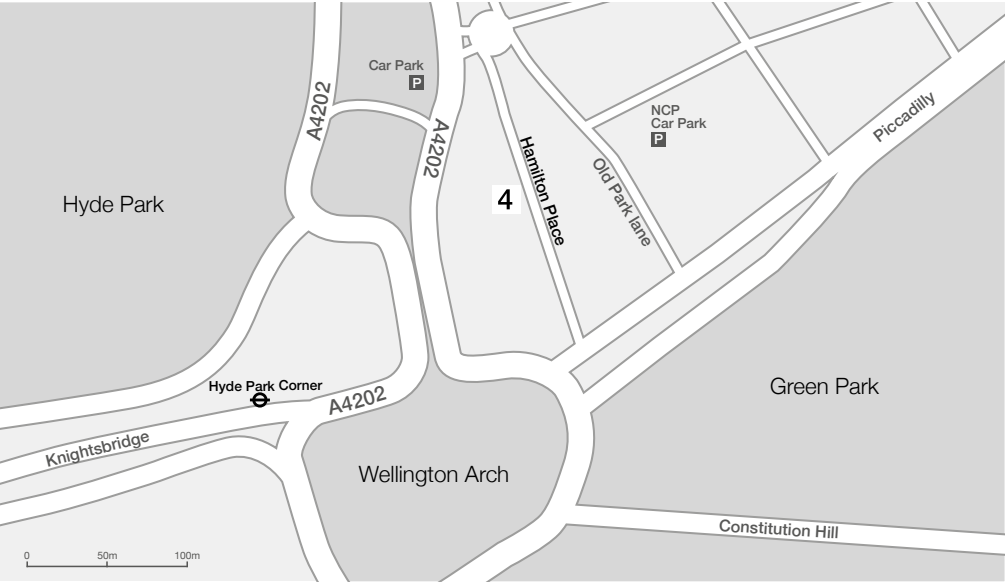 Car Park
P
A4202
A4202
NCP
Car Park
P
Piccadilly
Hamilton Place
Old Park lane
4
Hyde Park
Hyde Park Corner
A4202
Green Park
Knightsbridge
Wellington Arch
Constitution Hill
0 50m 100m